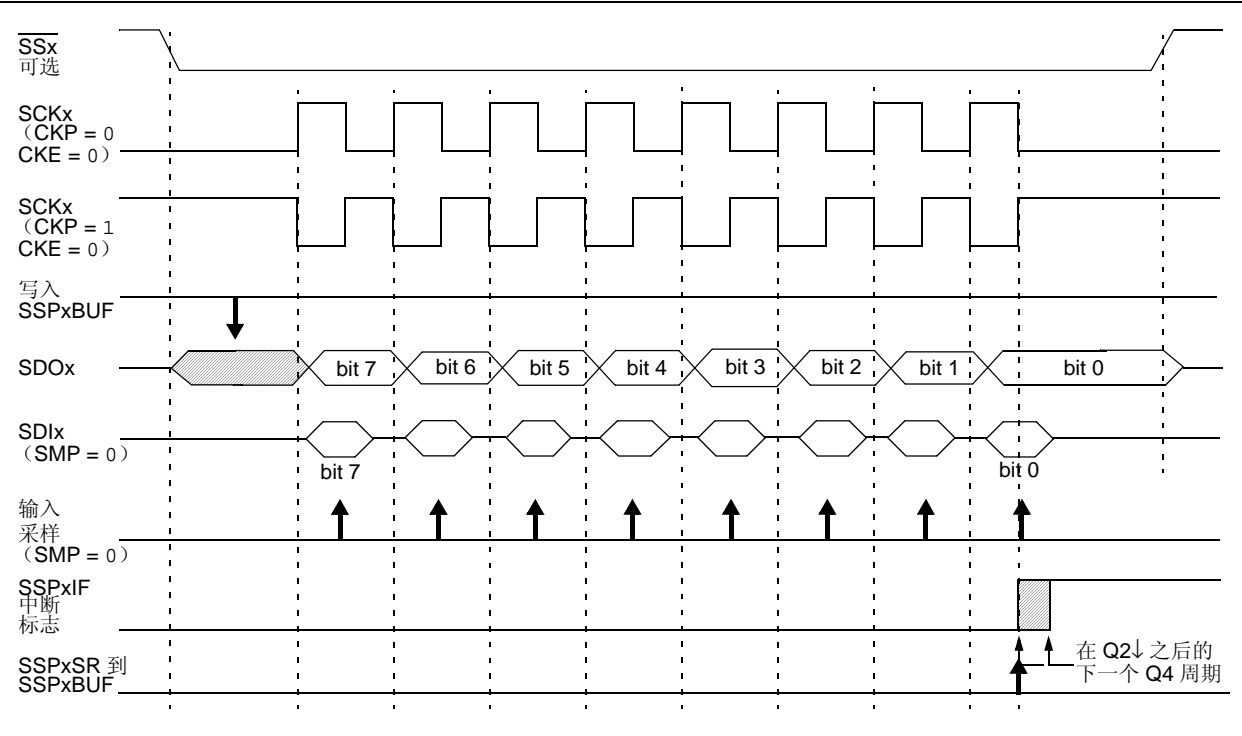 SSx
可选
SCKx
（CKP = 0
CKE = 0）
SCKx
（CKP = 1
CKE = 0）
写入
SSPxBUF
SDOx
bit 7
bit 6
bit 5
bit 4
bit 3
bit 2
bit 1
bit 0
SDIx
（SMP = 0）
bit 7
bit 0
输入
采样
（SMP = 0）
SSPxIF
中断
标志
在 Q2↓ 之后的
下一个 Q4 周期
SSPxSR 到
SSPxBUF